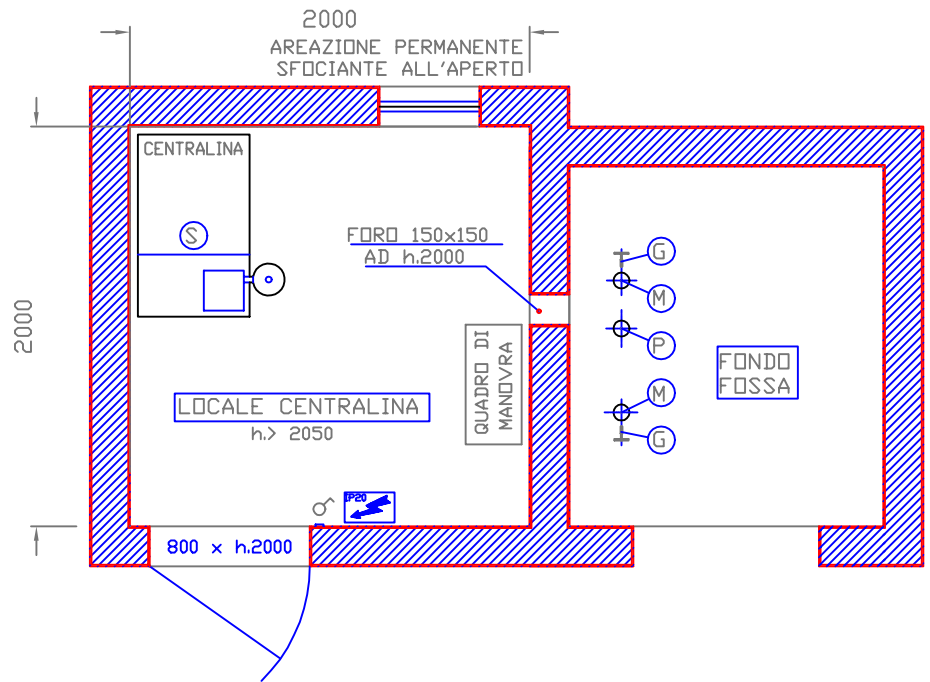 2000
AREAZIONE PERMANENTE
SFOCIANTE ALL'APERTO
CENTRALINA
S
FORO 150x150
AD h.2000
G
M
P
M
G
2000
QUADRO DI
MANOVRA
FONDO
FOSSA
LOCALE CENTRALINA
h.> 2050
IP20
800 x h.2000